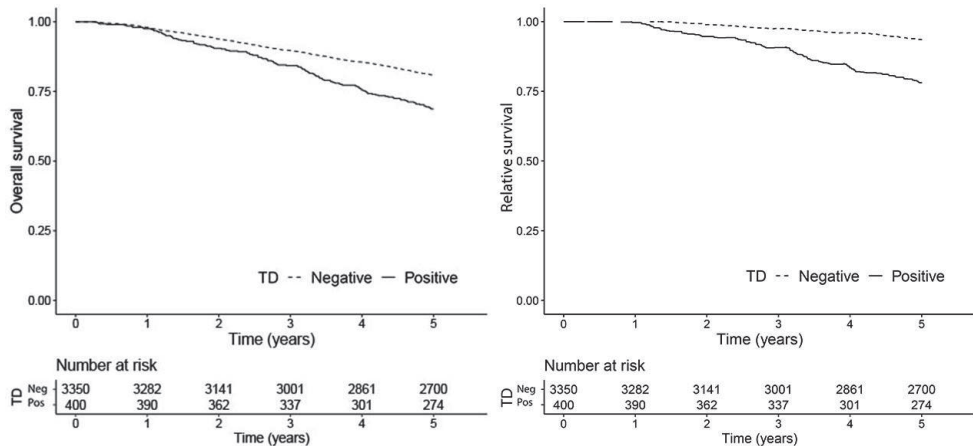 1.00
0.75
0.50
0.25
0.00
Overall survival
TD Negative Positive
0 1 2 3 4 5
Time (years)
Number at risk
TD
Neg 3350 3282 3141 3001 2861 2700
Pos 400 390 362 337 301 274
0 1 2 3 4 5
Time (years)
1.00
0.75
0.50
0.25
0.00
Relative survival
TD Negative Positive
0 1 2 3 4 5
Time (years)
Number at risk
TD
Neg 3350 3282 3141 3001 2861 2700
Pos 400 390 362 337 301 274
0 1 2 3 4 5
Time (years)